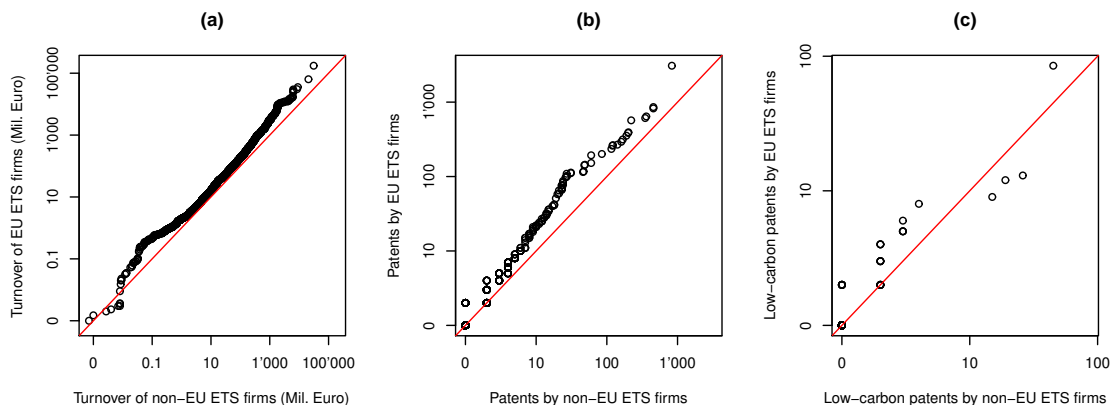 (a)
Turnover of EU ETS firms (Mil. Euro)
100'000
1'000
10
0.1
0
0
0.1
10
1'000
100'000
Turnover of non−EU ETS firms (Mil. Euro)
(b)
Patents by EU ETS firms
1'000
100
10
0
0
10
100
1'000
Patents by non−EU ETS firms
(c)
Low−carbon patents by EU ETS firms
100
10
0
0
10
100
Low−carbon patents by non−EU ETS firms